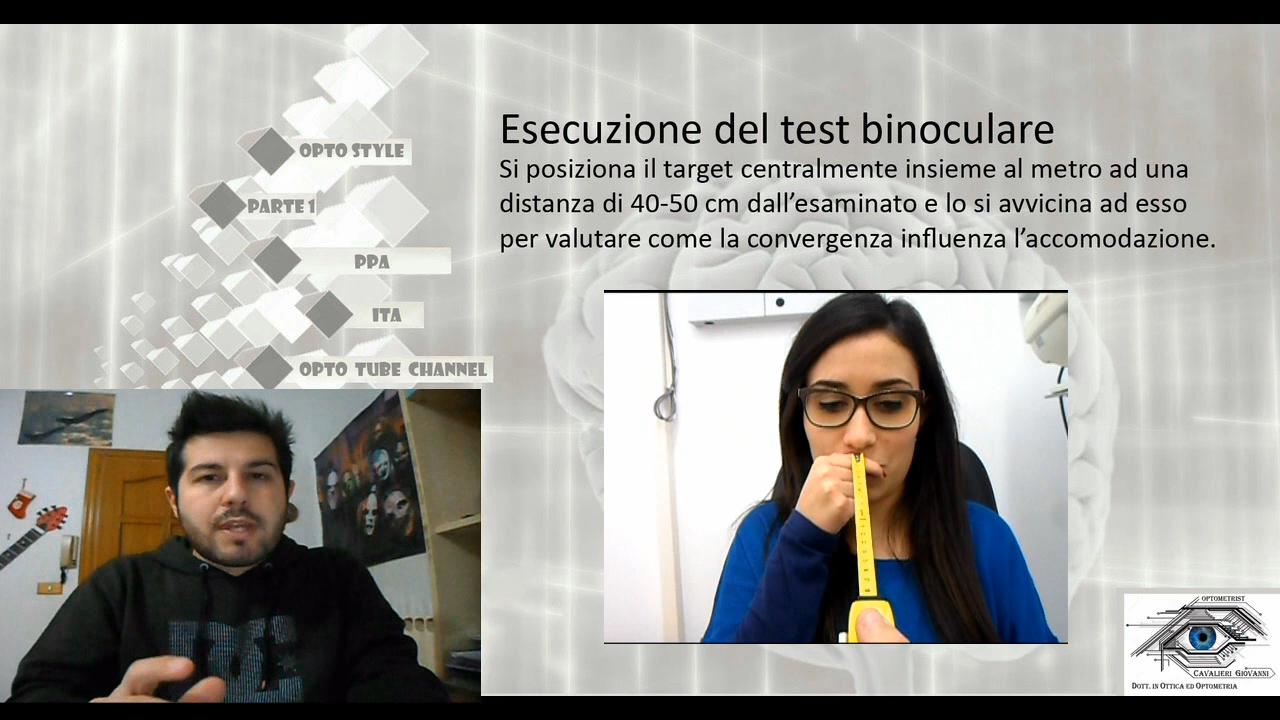 Esecuzione del test binoculare
Si posiziona il target centralmente insieme al metro ad una
distanza di 40-50 cm dall’esaminato e lo si avvicina ad esso
per valutare come la convergenza influenza l’accomodazione.
OPTO STYLE
PARTE 1
PPA
ITA
OPTO TUBE CHANNEL
OPTOMETRIST
CAVALIERI GIOVANNI
DOTT. IN OTTICA ED OPTOMETRIA